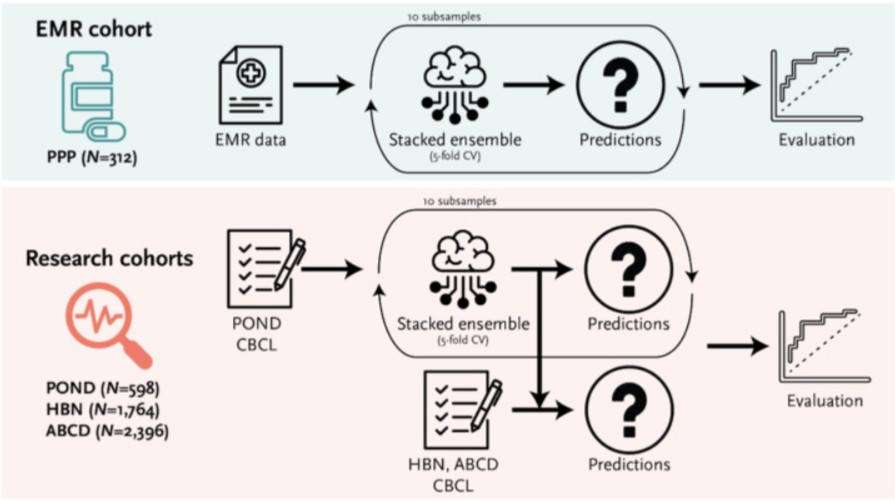 10 subsamples
EMR cohort
EMR data
Stacked ensemble
(5-fold CV)
Predictions
Evaluation
PPP (N=312)
10 subsamples
Research cohorts
POND
CBCL
Stacked ensemble
(5-fold CV)
Predictions
POND (N=598)
HBN (N=1,764)
ABCD (N=2,396)
Evaluation
HBN, ABCD
CBCL
Predictions